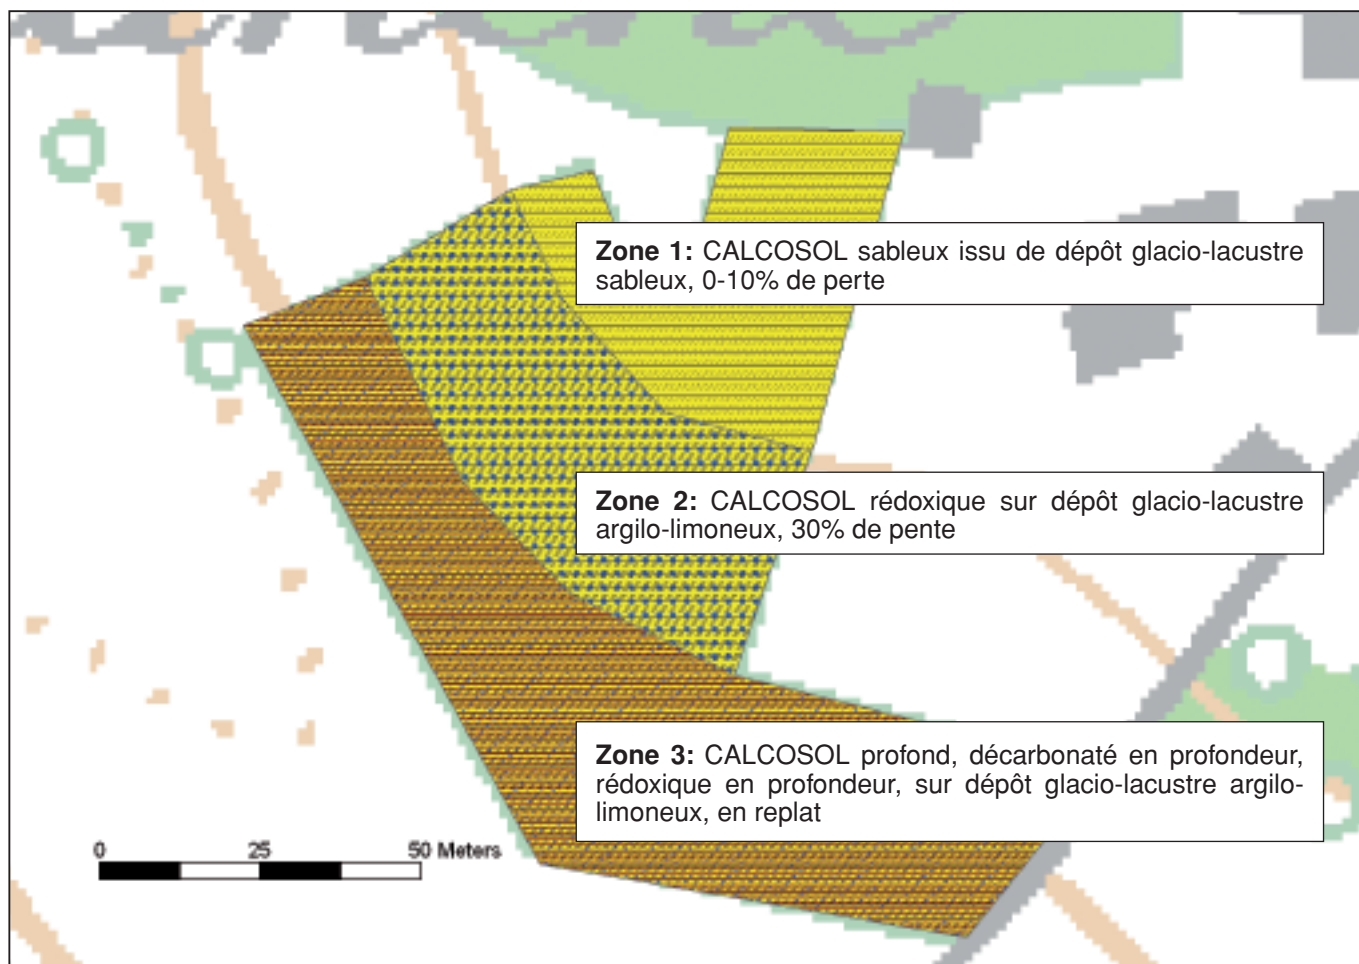 Zone 1: CALCOSOL sableux issu de dépôt glacio-lacustre
sableux, 0-10% de perte
Zone 2: CALCOSOL rédoxique sur dépôt glacio-lacustre
argilo-limoneux, 30% de pente
Zone 3: CALCOSOL profond, décarbonaté en profondeur,
rédoxique en profondeur, sur dépôt glacio-lacustre argilo-
limoneux, en replat
0 25 50 Meters